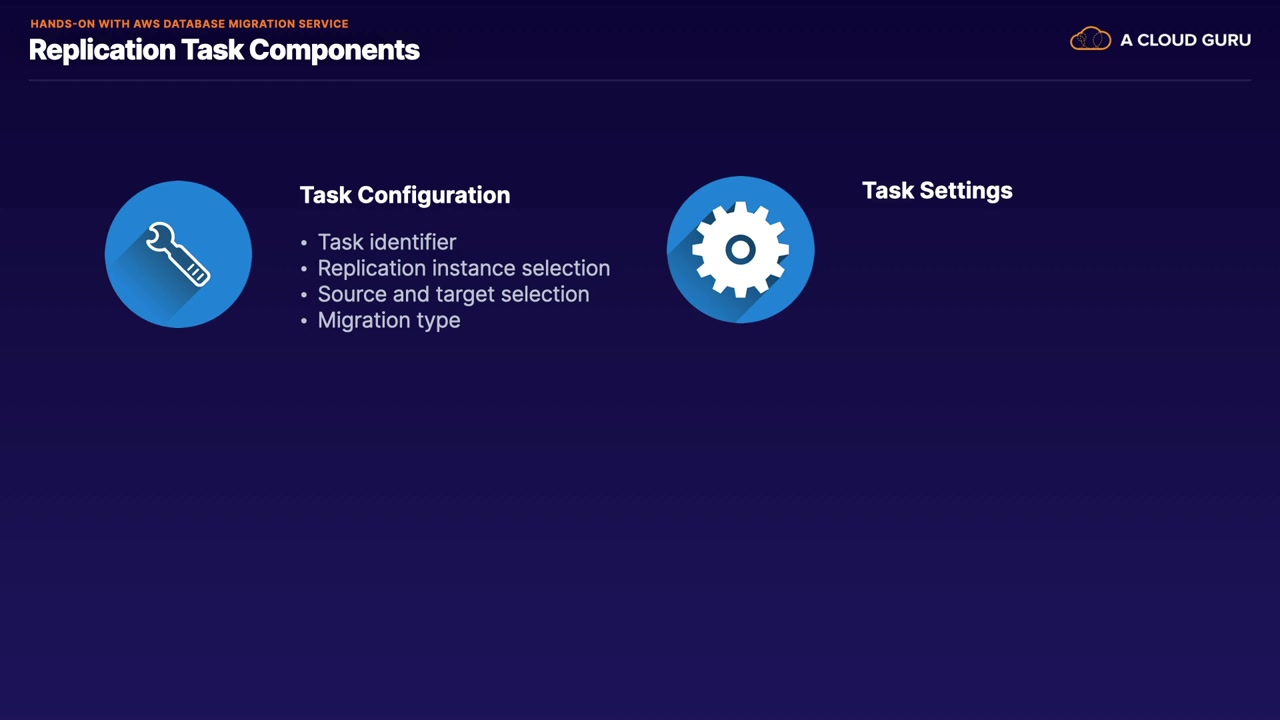 HANDS-ON WITH AWS DATABASE MIGRATION SERVICE
Replication Task Components
A CLOUD GURU
Task Configuration
• Task identifier
• Replication instance selection
• Source and target selection
• Migration type
Task Settings